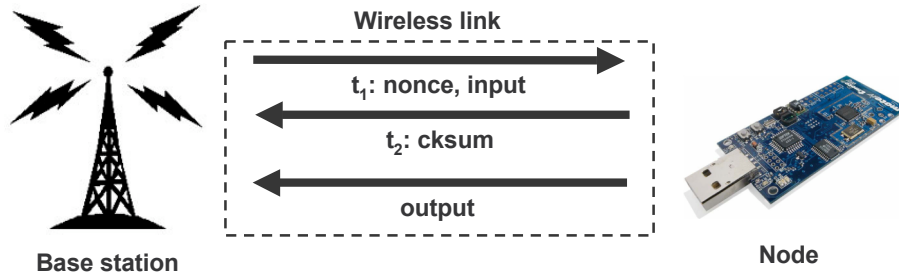 Wireless link
t₁: nonce, input
t₂: cksum
output
Base station
Node